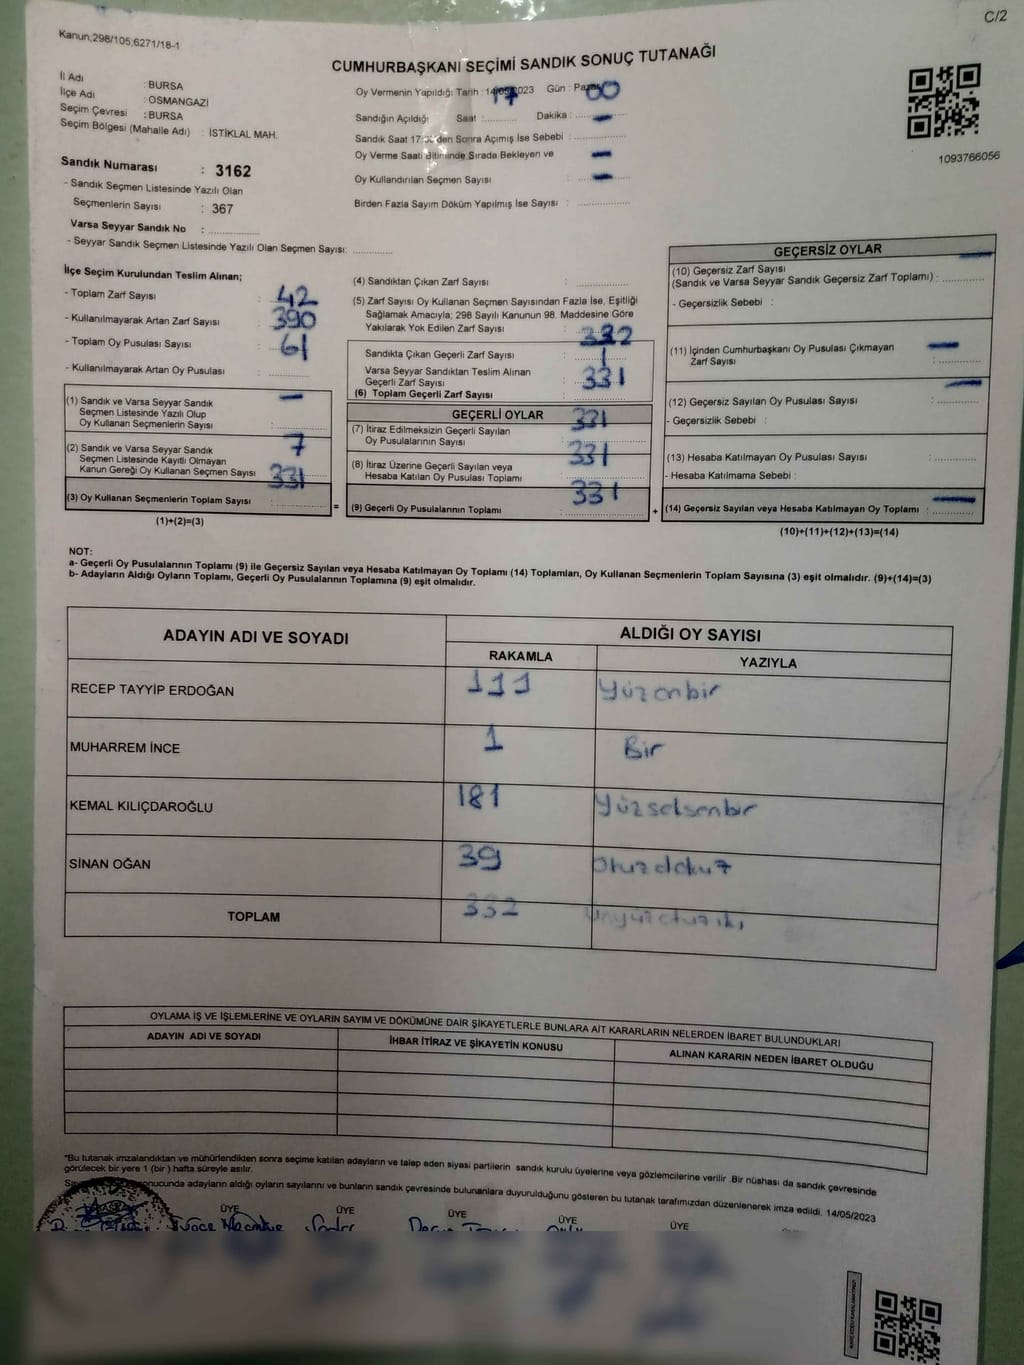 C/2
Kanun,298/105;6271/18-1
CUMHURBAŞKANI SEÇİMİ SANDIK SONUÇ TUTANAĞI
İl Adı : BURSA
İlçe Adı : OSMANGAZI
Seçim Çevresi : BURSA
Seçim Bölgesi (Mahalle Adı) : İSTİKLAL MAH.
Sandık Numarası : 3162
- Sandık Seçmen Listesinde Yazılı Olan
Seçmenlerin Sayısı : 367
Varsa Seyyar Sandık No :
- Seyyar Sandık Seçmen Listesinde Yazılı Olan Seçmen Sayısı:
Oy Vermenin Yapıldığı Tarih : 14/05/2023 Gün : Pazar
Sandığın Açıldığı Saat : 17 Dakika : 00
Sandık Saat 17:00'den Sonra Açımış İse Sebebi : —
Oy Verme Saati Bitiminde Sırada Bekleyen ve
Oy Kullandırılan Seçmen Sayısı : —
Birden Fazla Sayım Döküm Yapılmış İse Sayısı : —
1093766056
İlçe Seçim Kurulundan Teslim Alınan;
- Toplam Zarf Sayısı :
42
- Kullanılmayarak Artan Zarf Sayısı :
390
- Toplam Oy Pusulası Sayısı :
61
- Kullanılmayarak Artan Oy Pusulası :
(1) Sandık ve Varsa Seyyar Sandık
Seçmen Listesinde Yazılı Olup
Oy Kullanan Seçmenlerin Sayısı :
—
(2) Sandık ve Varsa Seyyar Sandık
Seçmen Listesinde Kayıtlı Olmayan
Kanun Gereği Oy Kullanan Seçmen Sayısı :
7
331
(3) Oy Kullanan Seçmenlerin Toplam Sayısı :
(1)+(2)=(3)
=
(4) Sandıktan Çıkan Zarf Sayısı :
(5) Zarf Sayısı Oy Kullanan Seçmen Sayısından Fazla İse, Eşitliği
Sağlamak Amacıyla; 298 Sayılı Kanunun 98. Maddesine Göre
Yakılarak Yok Edilen Zarf Sayısı :
332
Sandıkta Çıkan Geçerli Zarf Sayısı :
1
Varsa Seyyar Sandıktan Teslim Alınan
Geçerli Zarf Sayısı :
331
(6) Toplam Geçerli Zarf Sayısı :
GEÇERLİ OYLAR
331
(7) İtiraz Edilmeksizin Geçerli Sayılan
Oy Pusulalarının Sayısı :
331
(8) İtiraz Üzerine Geçerli Sayılan veya
Hesaba Katılan Oy Pusulası Toplamı :
331
(9) Geçerli Oy Pusulalarının Toplamı :
+
GEÇERSİZ OYLAR
(10) Geçersiz Zarf Sayısı
(Sandık ve Varsa Seyyar Sandık Geçersiz Zarf Toplamı) :
—
- Geçersizlik Sebebi :
(11) İçinden Cumhurbaşkanı Oy Pusulası Çıkmayan
Zarf Sayısı :
—
(12) Geçersiz Sayılan Oy Pusulası Sayısı :
—
- Geçersizlik Sebebi :
(13) Hesaba Katılmayan Oy Pusulası Sayısı :
- Hesaba Katılmama Sebebi :
(14) Geçersiz Sayılan veya Hesaba Katılmayan Oy Toplamı :
—
(10)+(11)+(12)+(13)=(14)
NOT:
a- Geçerli Oy Pusulalarının Toplamı (9) ile Geçersiz Sayılan veya Hesaba Katılmayan Oy Toplamı (14) Toplamları, Oy Kullanan Seçmenlerin Toplam Sayısına (3) eşit olmalıdır. (9)+(14)=(3)
b- Adayların Aldığı Oyların Toplamı, Geçerli Oy Pusulalarının Toplamına (9) eşit olmalıdır.
ADAYIN ADI VE SOYADI
ALDIĞI OY SAYISI
RAKAMLA YAZIYLA
RECEP TAYYİP ERDOĞAN 111 Yüzonbir
MUHARREM İNCE 1 Bir
KEMAL KILIÇDAROĞLU 181 Yüzseksenbir
SİNAN OĞAN 39 Otuzdokuz
TOPLAM 332
OYLAMA İŞ VE İŞLEMLERİNE VE OYLARIN SAYIM VE DÖKÜMÜNE DAİR ŞİKAYETLERLE BUNLARA AİT KARARLARIN NELERDEN İBARET BULUNDUKLARI
ADAYIN ADI VE SOYADI İHBAR İTİRAZ VE ŞİKAYETİN KONUSU ALINAN KARARIN NEDEN İBARET OLDUĞU
*Bu tutanak imzalandıktan ve mühürlendikten sonra seçime katılan adayların ve talep eden siyasi partilerin sandık kurulu üyelerine veya gözlemcilerine verilir .Bir nüshası da sandık çevresinde
görülecek bir yere 1 (bir ) hafta süreyle asılır.
adayların aldığı oyların sayılarını ve bunların sandık çevresinde bulunanlara duyurulduğunu gösteren bu tutanak tarafımızdan düzenlenerek imza edildi. 14/05/2023
ÜYE ÜYE ÜYE ÜYE ÜYE